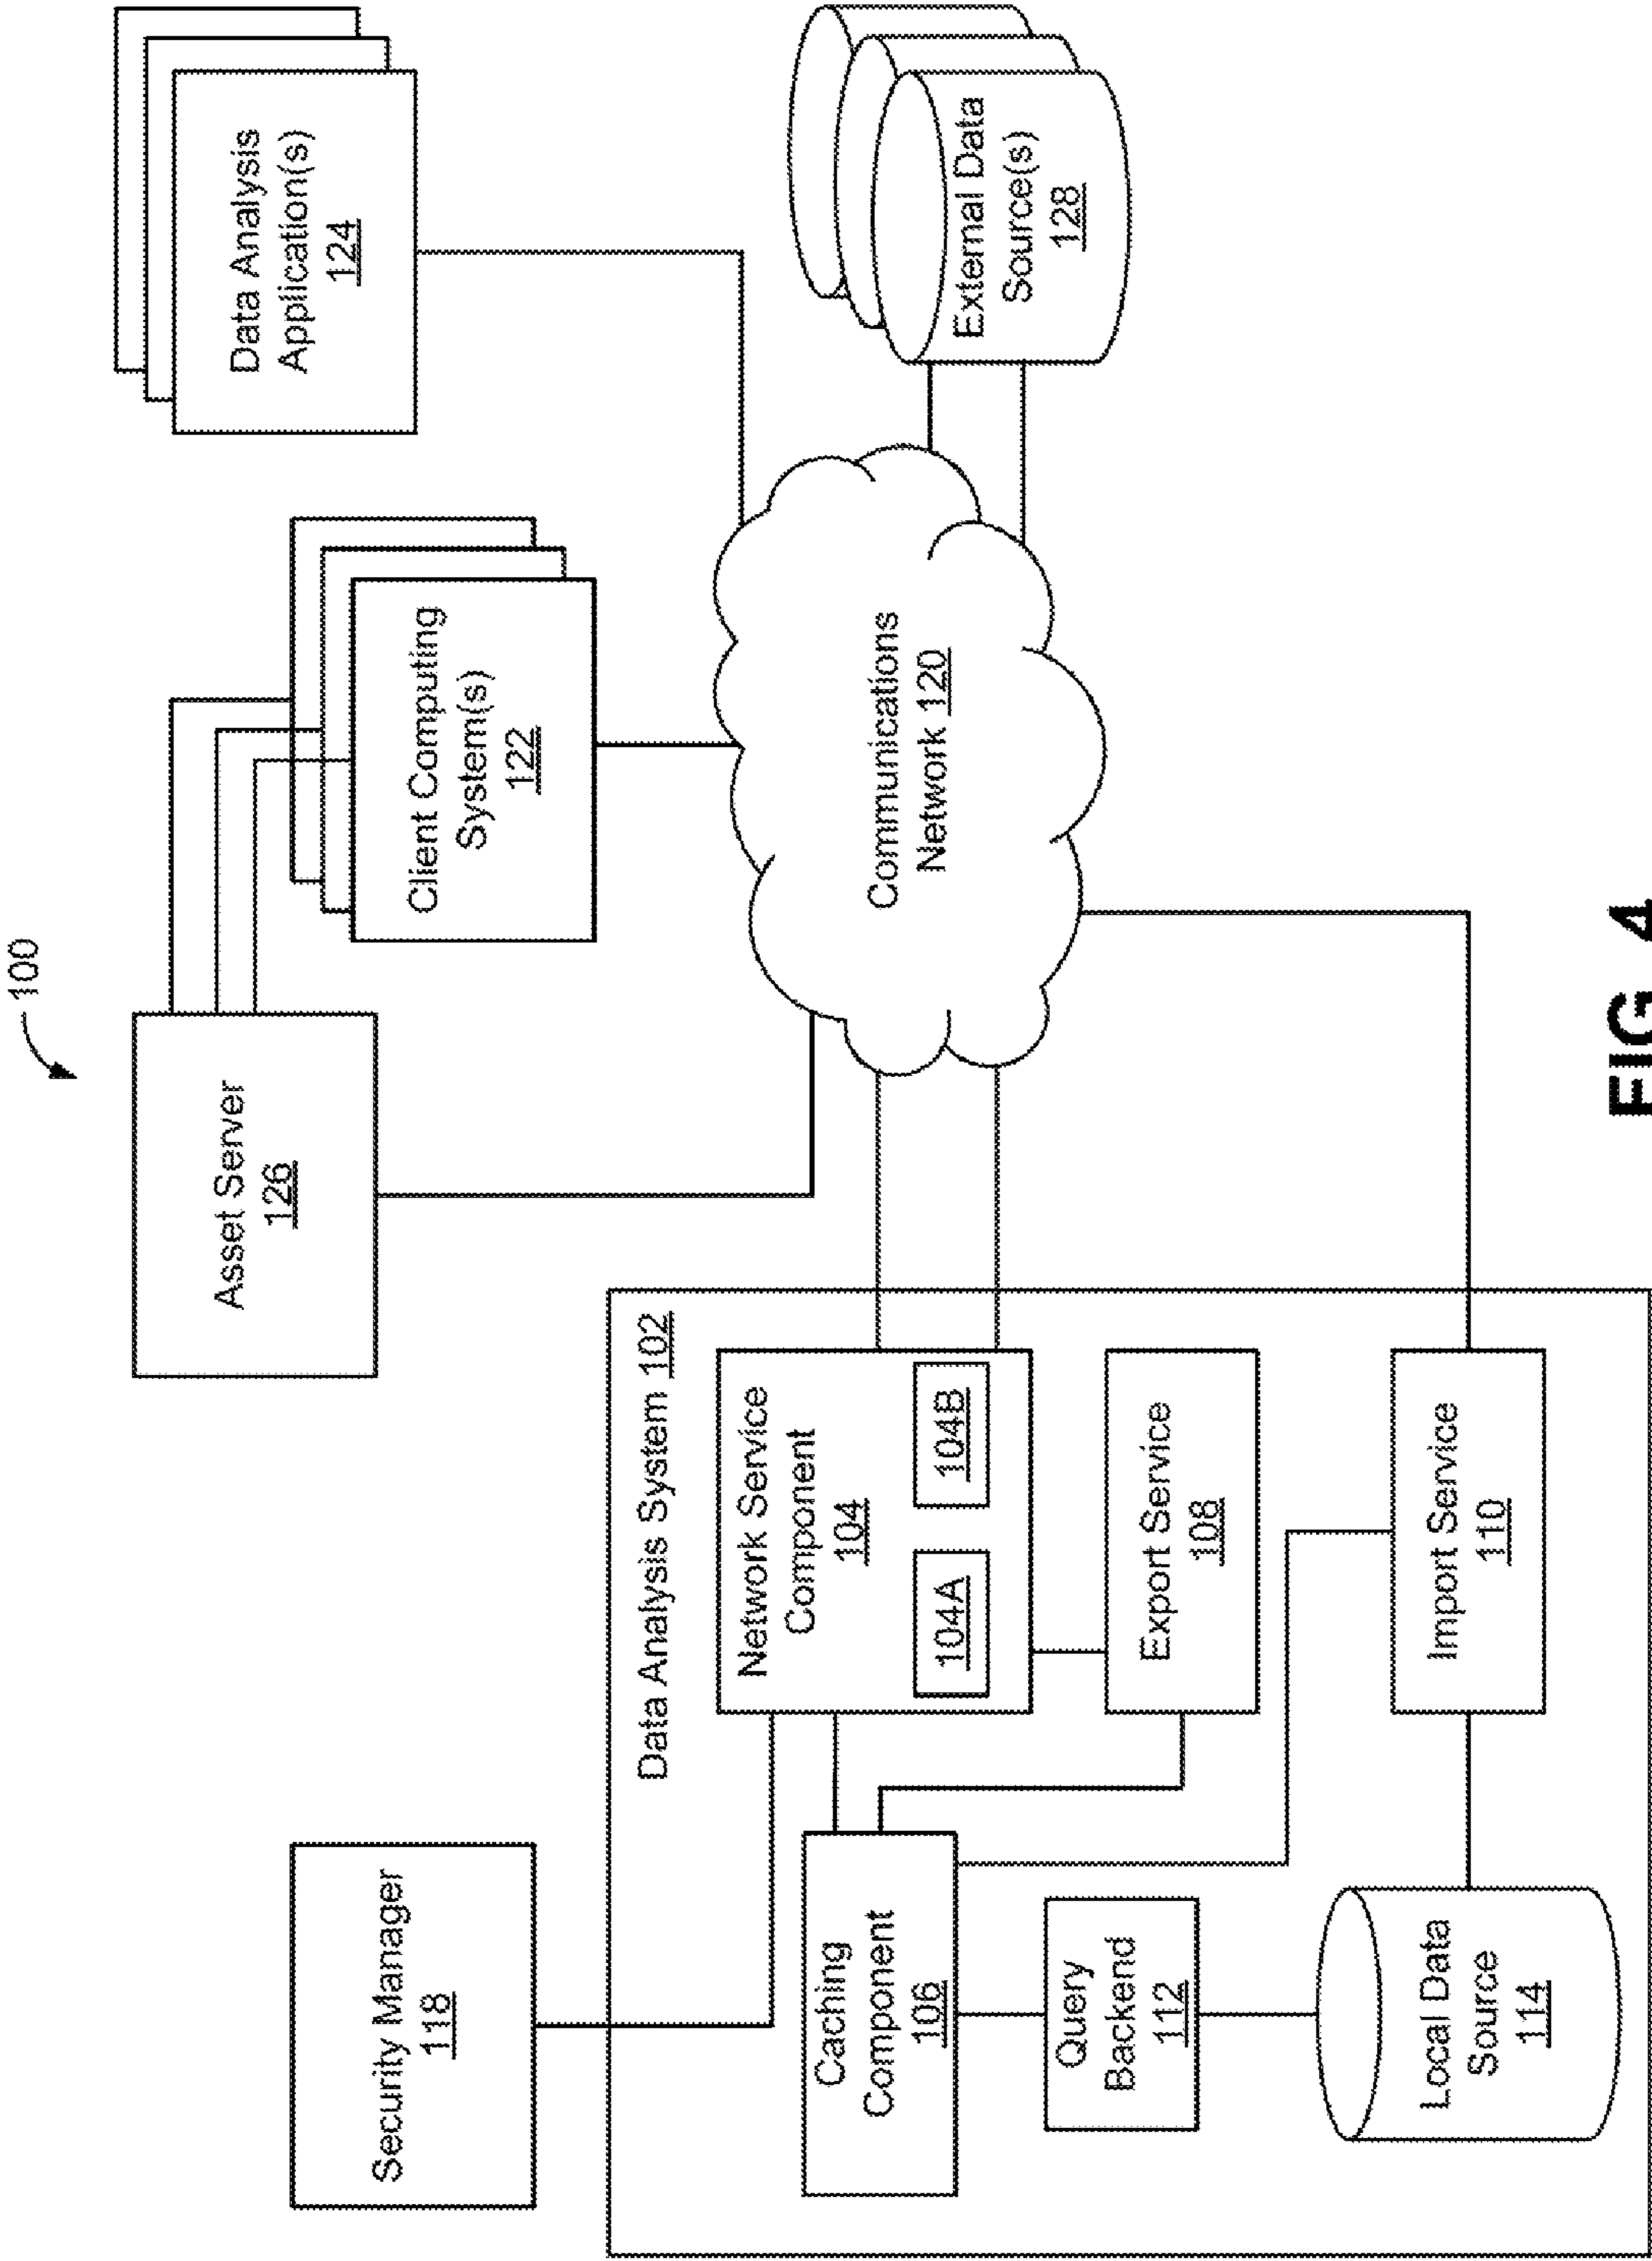 100
Security Manager
118
Asset Server
126
Client Computing
System(s)
122
Data Analysis
Application(s)
124
Data Analysis System 102
Caching
Component
106
Network Service
Component
104
104A
104B
Communications
Network 120
External Data
Source(s)
128
Query
Backend
112
Export Service
108
Local Data
Source
114
Import Service
110
FIG. 4